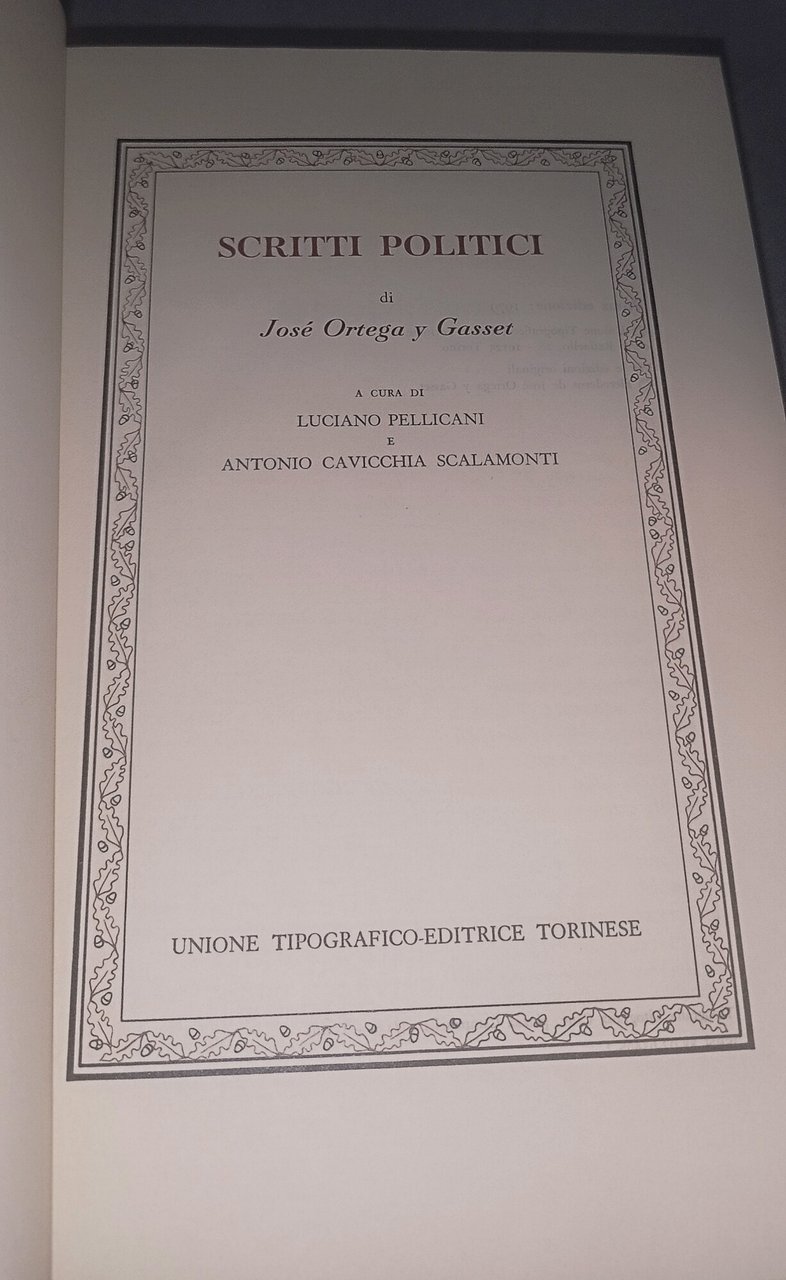 SCRITTI POLITICI
di
José Ortega y Gasset
A CURA DI
LUCIANO PELLICANI
E
ANTONIO CAVICCHIA SCALAMONTI
UNIONE TIPOGRAFICO-EDITRICE TORINESE